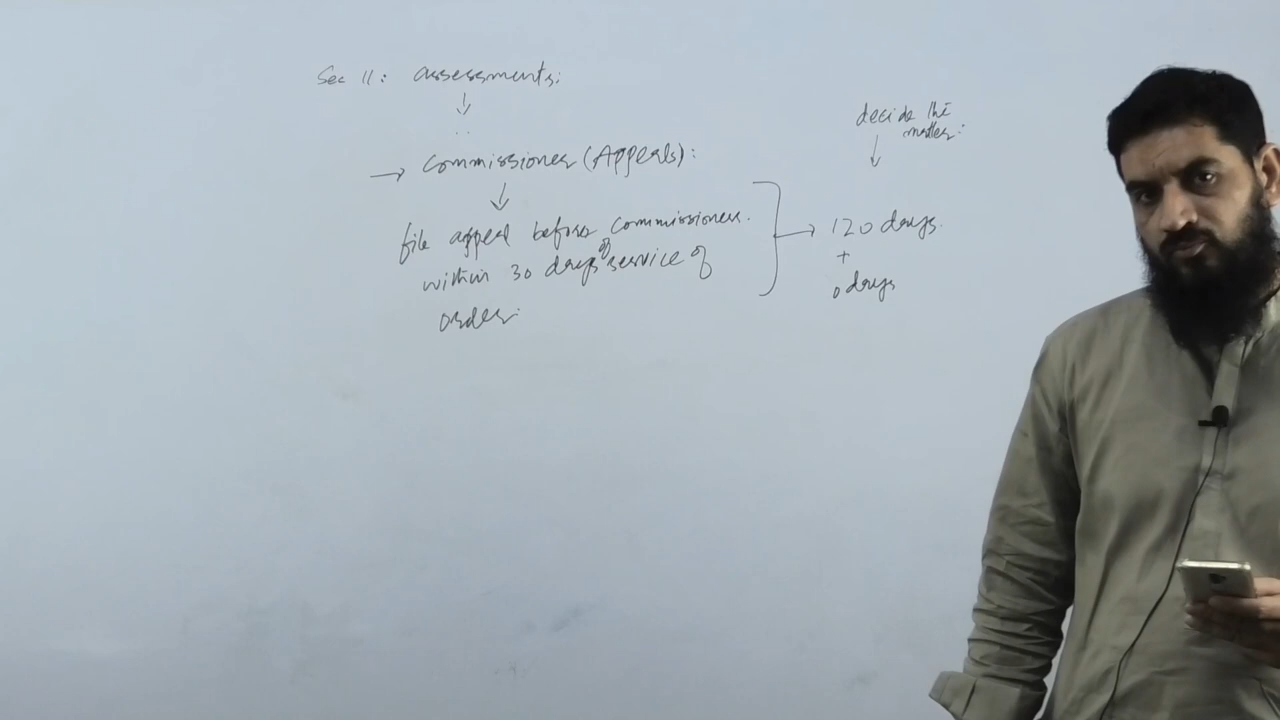 Sec 11: assessments:
Commissioner (Appeals):
file appeal before commissioner.
within 30 days of service of
order.
decide the
matter:
120 days.
+
0 days